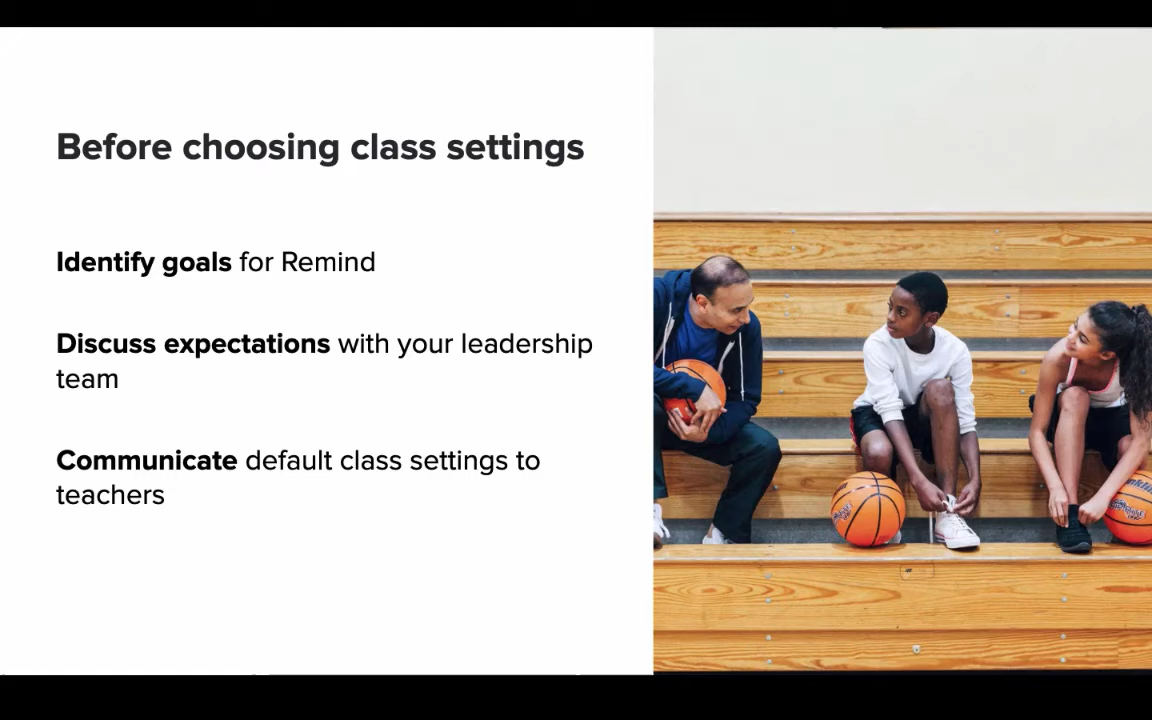 Before choosing class settings
Identify goals for Remind
Discuss expectations with your leadership
team
Communicate default class settings to
teachers